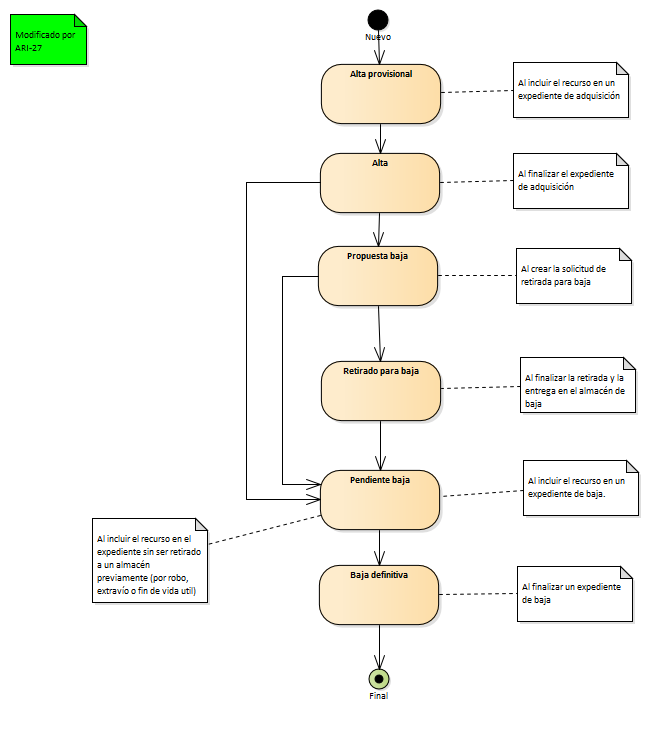 Modificado por
ARI-27
Nuevo
Alta provisional
Al incluir el recurso en un
expediente de adquisición
Alta
Al finalizar el expediente
de adquisición
Propuesta baja
Al crear la solicitud de
retirada para baja
Retirado para baja
Al finalizar la retirada y la
entrega en el almacén de
baja
Pendiente baja
Al incluir el recurso en un
expediente de baja.
Al incluir el recurso en el
expediente sin ser retirado
a un almacén
previamente (por robo,
extravío o fin de vida util)
Baja definitiva
Al finalizar un expediente
de baja
Final